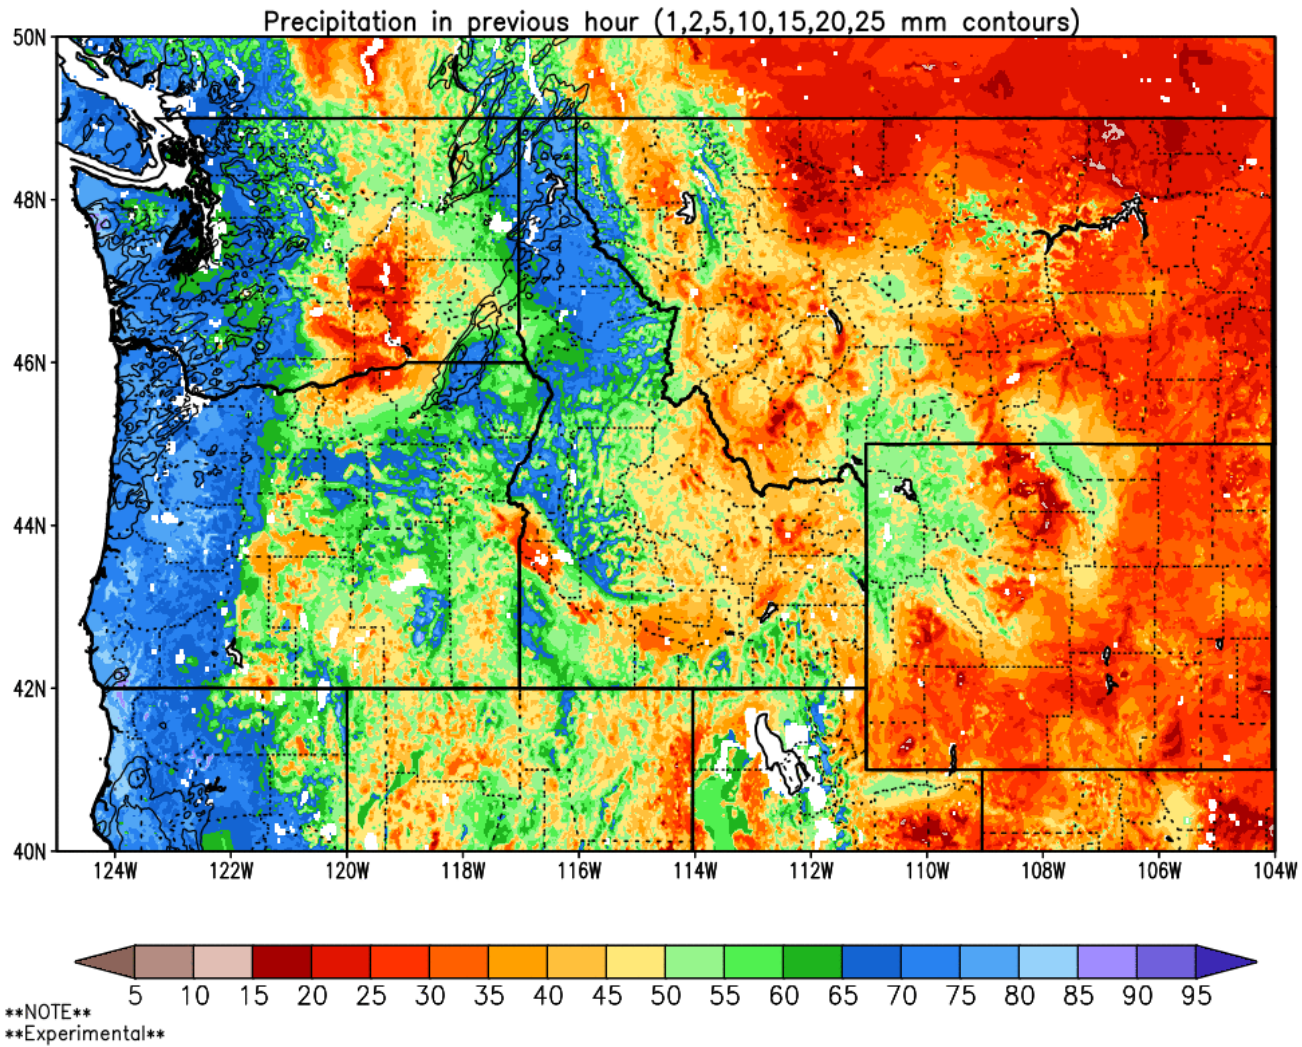 Precipitation in previous hour (1,2,5,10,15,20,25 mm contours)
50N
48N
46N
44N
42N
40N
124W 122W 120W 118W 116W 114W 112W 110W 108W 106W 104W
5 10 15 20 25 30 35 40 45 50 55 60 65 70 75 80 85 90 95
**NOTE**
**Experimental**